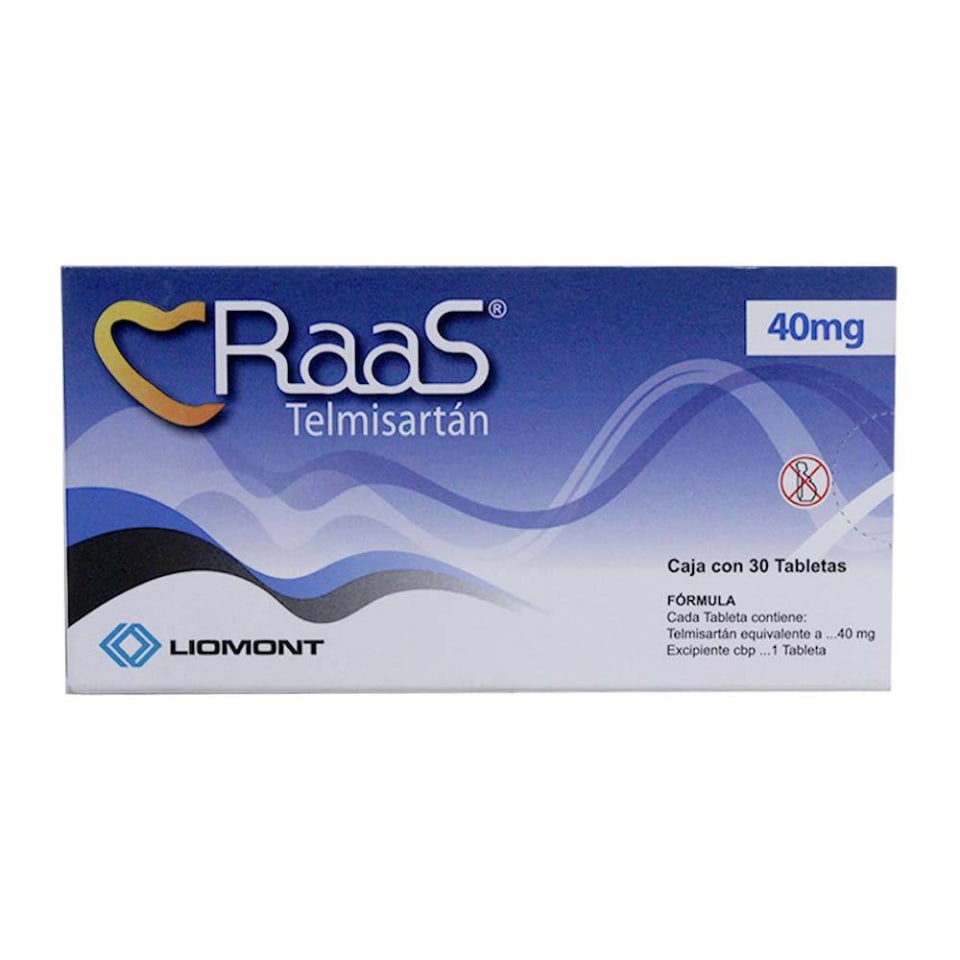 RaaS®
Telmisartán
40mg
Caja con 30 Tabletas
FÓRMULA
Cada Tableta contiene:
Telmisartán equivalente a ...40 mg
Excipiente cbp ...1 Tableta
LIOMONT